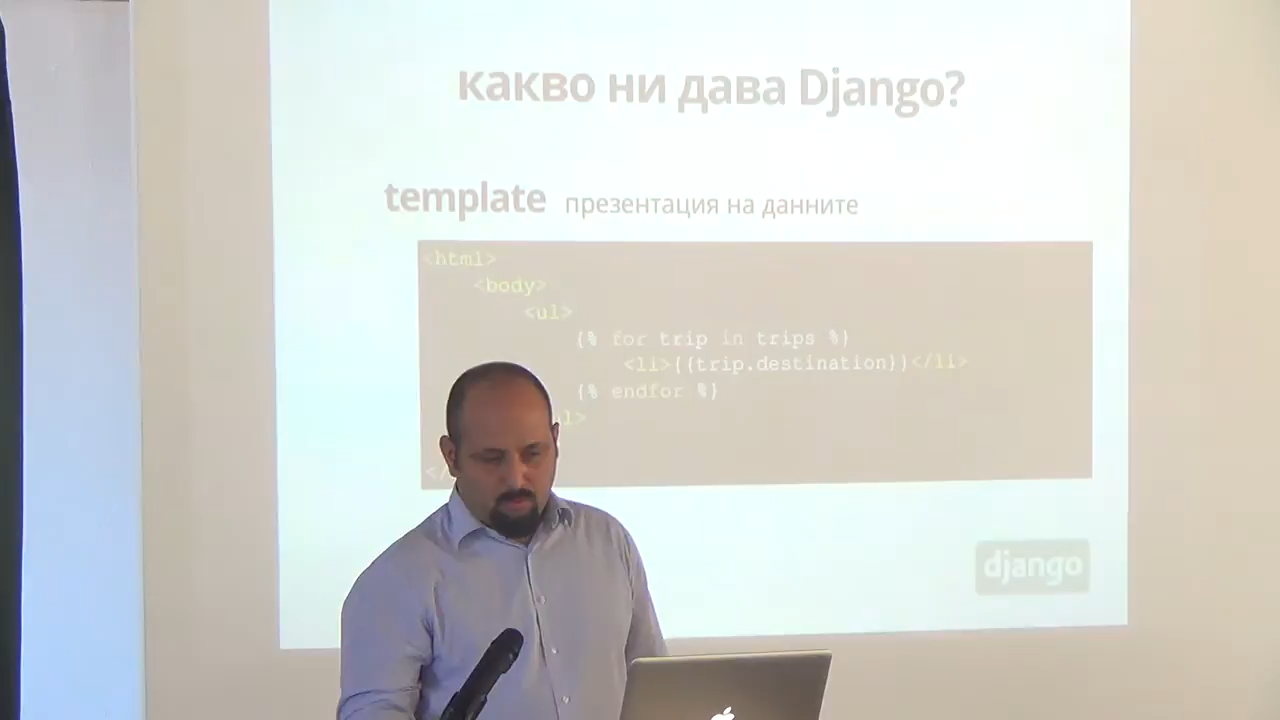 какво ни дава Django?
template презентация на данните
<html>
<body>
<ul>
{% for trip in trips %}
<li>{{trip.destination}}</li>
{% endfor %}
ul>
</
django